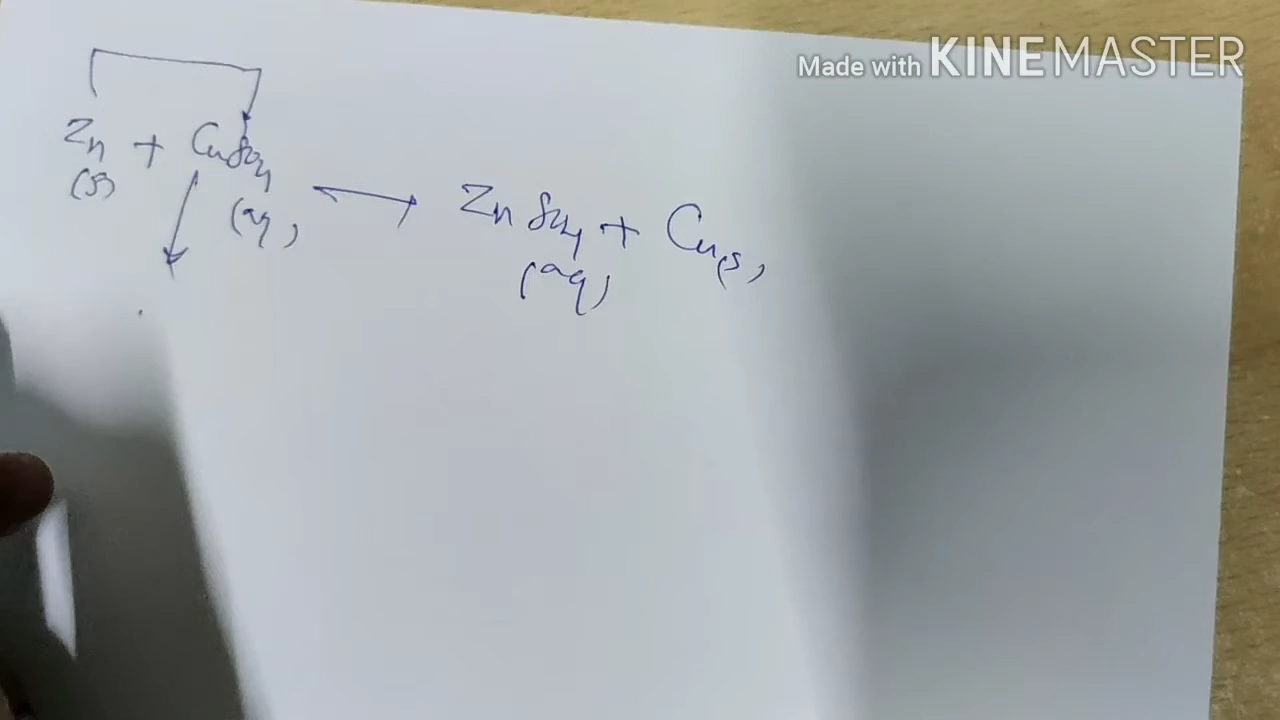 Made with KINEMASTER
Zn + CuSO4 ⟶ ZnSO4 + Cu(s)
(s) (aq) (aq)